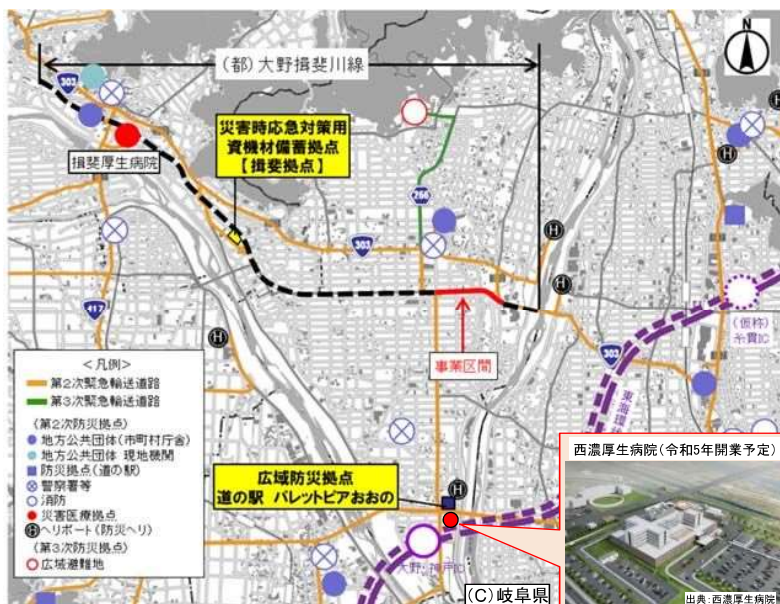 N
(都)大野揖斐川線
303
災害時応急対策用
資機材備蓄拠点
【揖斐拠点】
揖斐厚生病院
266
303
417
(仮称)
糸貫IC
303
事業区間
<凡例>
第2次緊急輸送道路
第3次緊急輸送道路
(第2次防災拠点)
地方公共団体(市町村庁舎)
地方公共団体 現地機関
防災拠点(道の駅)
警察署等
消防
災害医療拠点
Ⓗヘリポート(防災ヘリ)
(第3次防災拠点)
広域避難地
広域防災拠点
道の駅 パレットピアおおの
西濃厚生病院(令和5年開業予定)
大野・神戸IC
(C)岐阜県
出典:西濃厚生病院